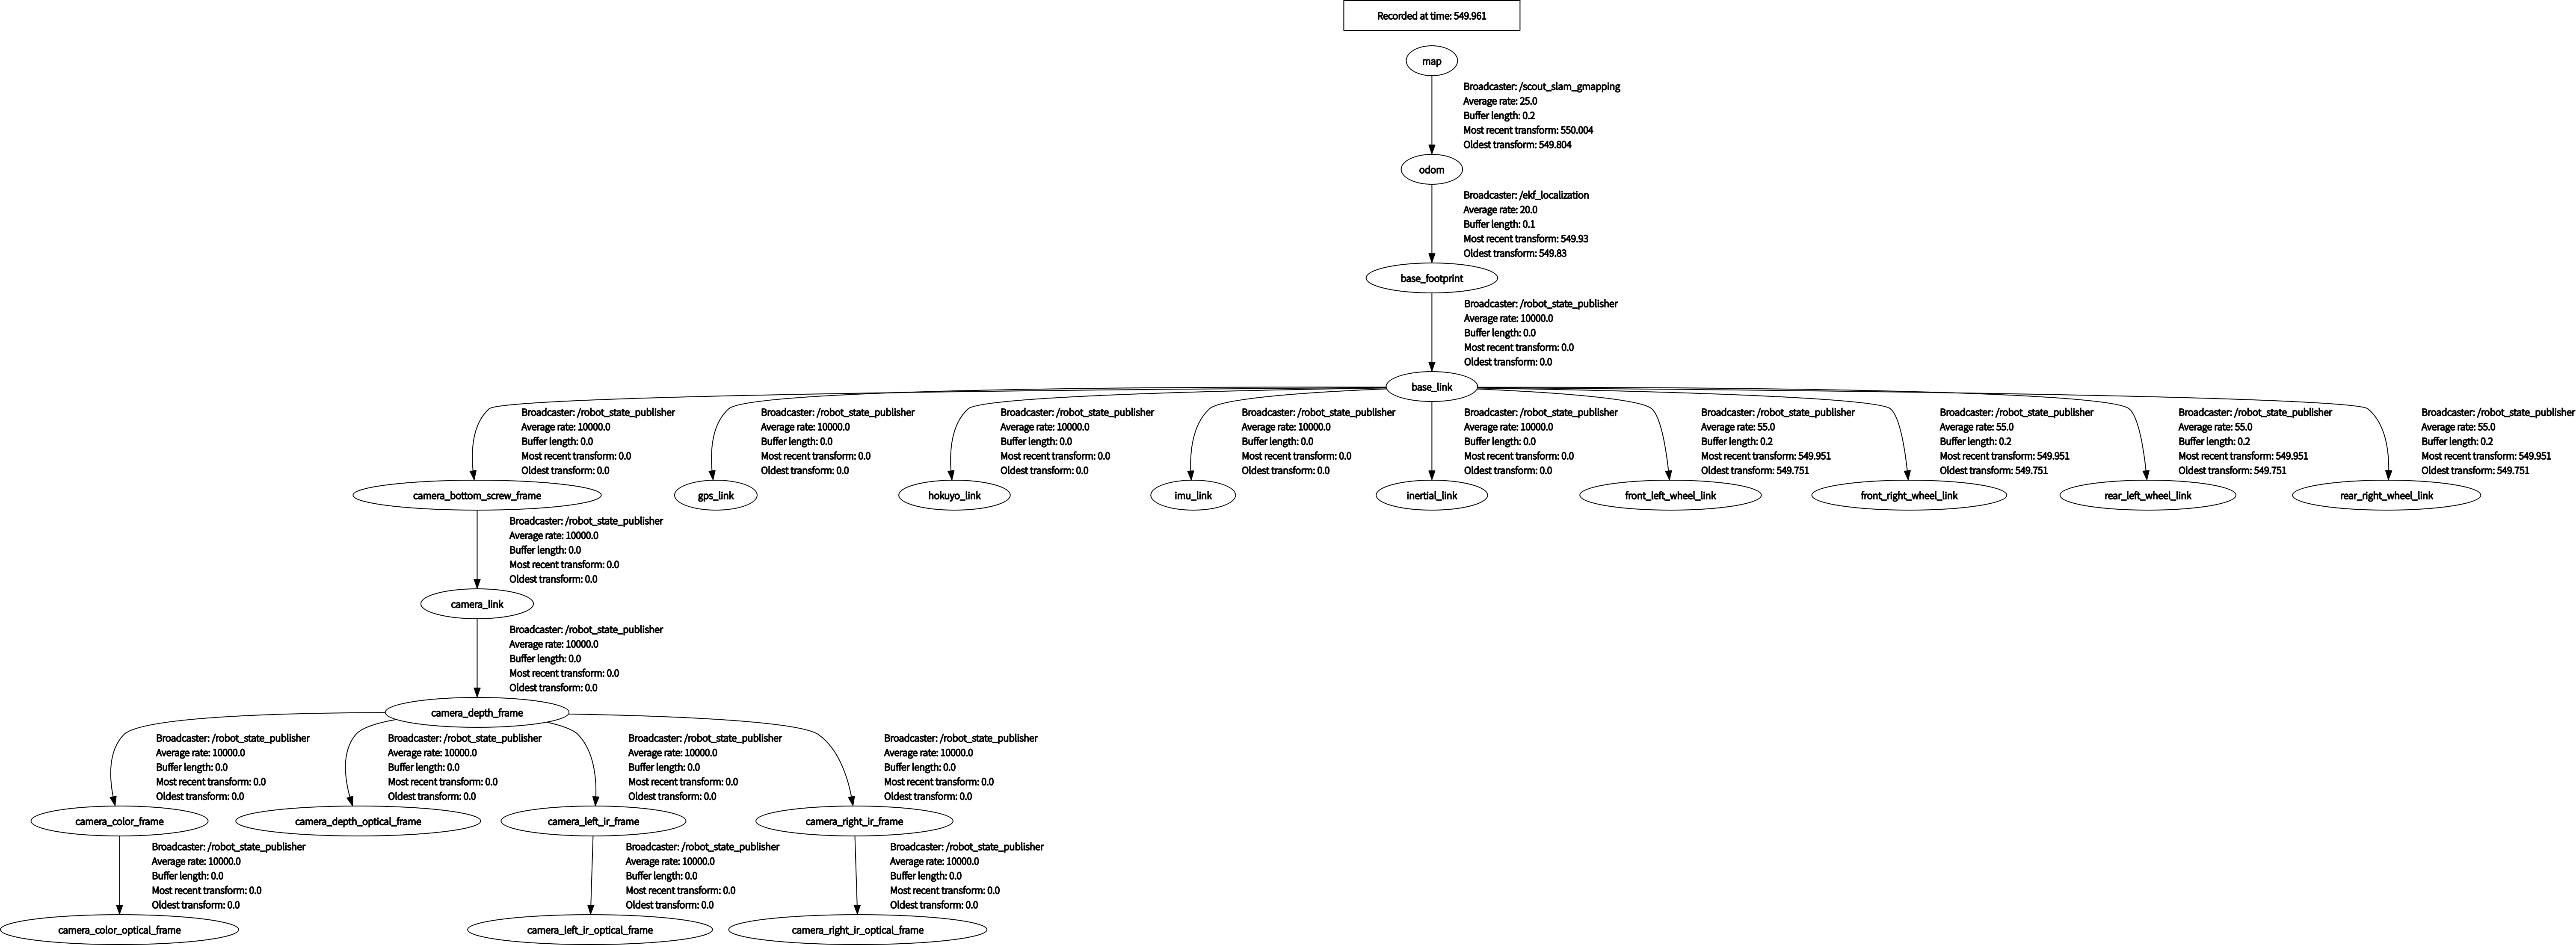 Recorded at time: 549.961
map
Broadcaster: /scout_slam_gmapping
Average rate: 25.0
Buffer length: 0.2
Most recent transform: 550.004
Oldest transform: 549.804
odom
Broadcaster: /ekf_localization
Average rate: 20.0
Buffer length: 0.1
Most recent transform: 549.93
Oldest transform: 549.83
base_footprint
Broadcaster: /robot_state_publisher
Average rate: 10000.0
Buffer length: 0.0
Most recent transform: 0.0
Oldest transform: 0.0
base_link
Broadcaster: /robot_state_publisher
Average rate: 10000.0
Buffer length: 0.0
Most recent transform: 0.0
Oldest transform: 0.0
Broadcaster: /robot_state_publisher
Average rate: 10000.0
Buffer length: 0.0
Most recent transform: 0.0
Oldest transform: 0.0
Broadcaster: /robot_state_publisher
Average rate: 10000.0
Buffer length: 0.0
Most recent transform: 0.0
Oldest transform: 0.0
Broadcaster: /robot_state_publisher
Average rate: 10000.0
Buffer length: 0.0
Most recent transform: 0.0
Oldest transform: 0.0
Broadcaster: /robot_state_publisher
Average rate: 10000.0
Buffer length: 0.0
Most recent transform: 0.0
Oldest transform: 0.0
Broadcaster: /robot_state_publisher
Average rate: 55.0
Buffer length: 0.2
Most recent transform: 549.951
Oldest transform: 549.751
Broadcaster: /robot_state_publisher
Average rate: 55.0
Buffer length: 0.2
Most recent transform: 549.951
Oldest transform: 549.751
Broadcaster: /robot_state_publisher
Average rate: 55.0
Buffer length: 0.2
Most recent transform: 549.951
Oldest transform: 549.751
Broadcaster: /robot_state_publisher
Average rate: 55.0
Buffer length: 0.2
Most recent transform: 549.951
Oldest transform: 549.751
camera_bottom_screw_frame
gps_link
hokuyo_link
imu_link
inertial_link
front_left_wheel_link
front_right_wheel_link
rear_left_wheel_link
rear_right_wheel_link
Broadcaster: /robot_state_publisher
Average rate: 10000.0
Buffer length: 0.0
Most recent transform: 0.0
Oldest transform: 0.0
camera_link
Broadcaster: /robot_state_publisher
Average rate: 10000.0
Buffer length: 0.0
Most recent transform: 0.0
Oldest transform: 0.0
camera_depth_frame
Broadcaster: /robot_state_publisher
Average rate: 10000.0
Buffer length: 0.0
Most recent transform: 0.0
Oldest transform: 0.0
Broadcaster: /robot_state_publisher
Average rate: 10000.0
Buffer length: 0.0
Most recent transform: 0.0
Oldest transform: 0.0
Broadcaster: /robot_state_publisher
Average rate: 10000.0
Buffer length: 0.0
Most recent transform: 0.0
Oldest transform: 0.0
Broadcaster: /robot_state_publisher
Average rate: 10000.0
Buffer length: 0.0
Most recent transform: 0.0
Oldest transform: 0.0
camera_color_frame
camera_depth_optical_frame
camera_left_ir_frame
camera_right_ir_frame
Broadcaster: /robot_state_publisher
Average rate: 10000.0
Buffer length: 0.0
Most recent transform: 0.0
Oldest transform: 0.0
Broadcaster: /robot_state_publisher
Average rate: 10000.0
Buffer length: 0.0
Most recent transform: 0.0
Oldest transform: 0.0
Broadcaster: /robot_state_publisher
Average rate: 10000.0
Buffer length: 0.0
Most recent transform: 0.0
Oldest transform: 0.0
camera_color_optical_frame
camera_left_ir_optical_frame
camera_right_ir_optical_frame